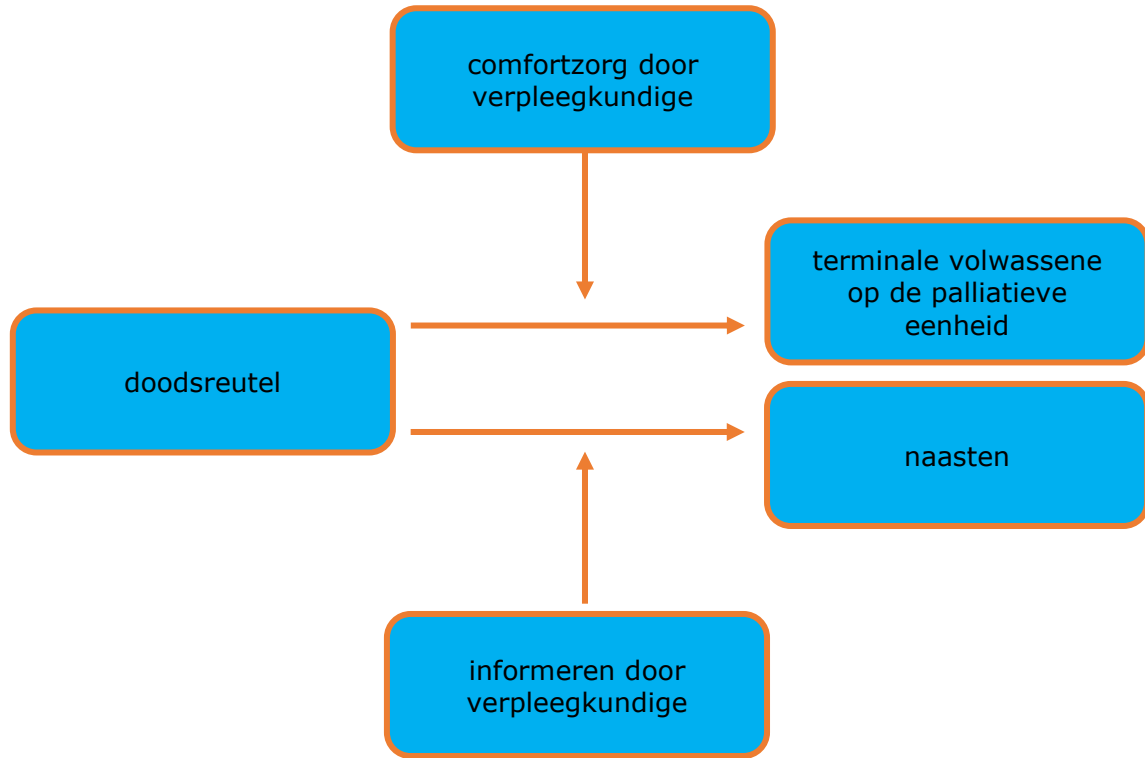 comfortzorg door
verpleegkundige
terminale volwassene
op de palliatieve
eenheid
doodsreutel
naasten
informeren door
verpleegkundige